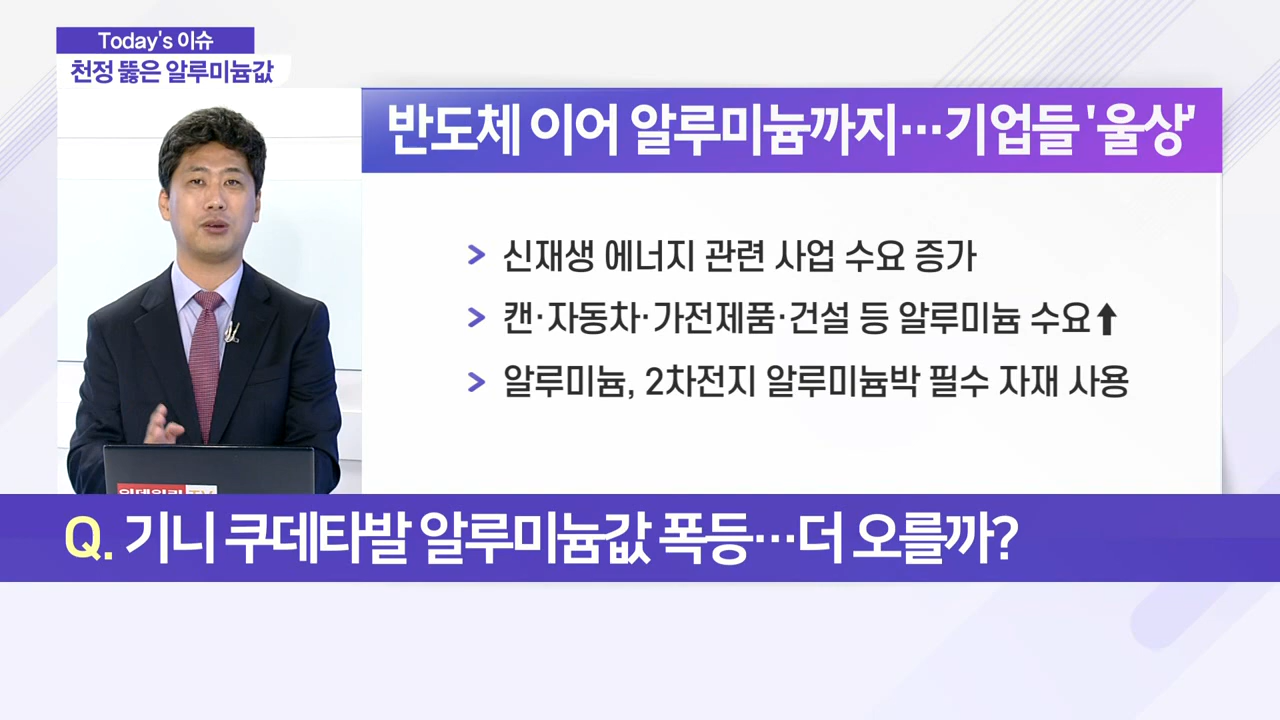 Today's 이슈
천정 뚫은 알루미늄값
반도체 이어 알루미늄까지…기업들 '울상'
> 신재생 에너지 관련 사업 수요 증가
> 캔·자동차·가전제품·건설 등 알루미늄 수요⬆
> 알루미늄, 2차전지 알루미늄박 필수 자재 사용
Q. 기니 쿠데타발 알루미늄값 폭등…더 오를까?